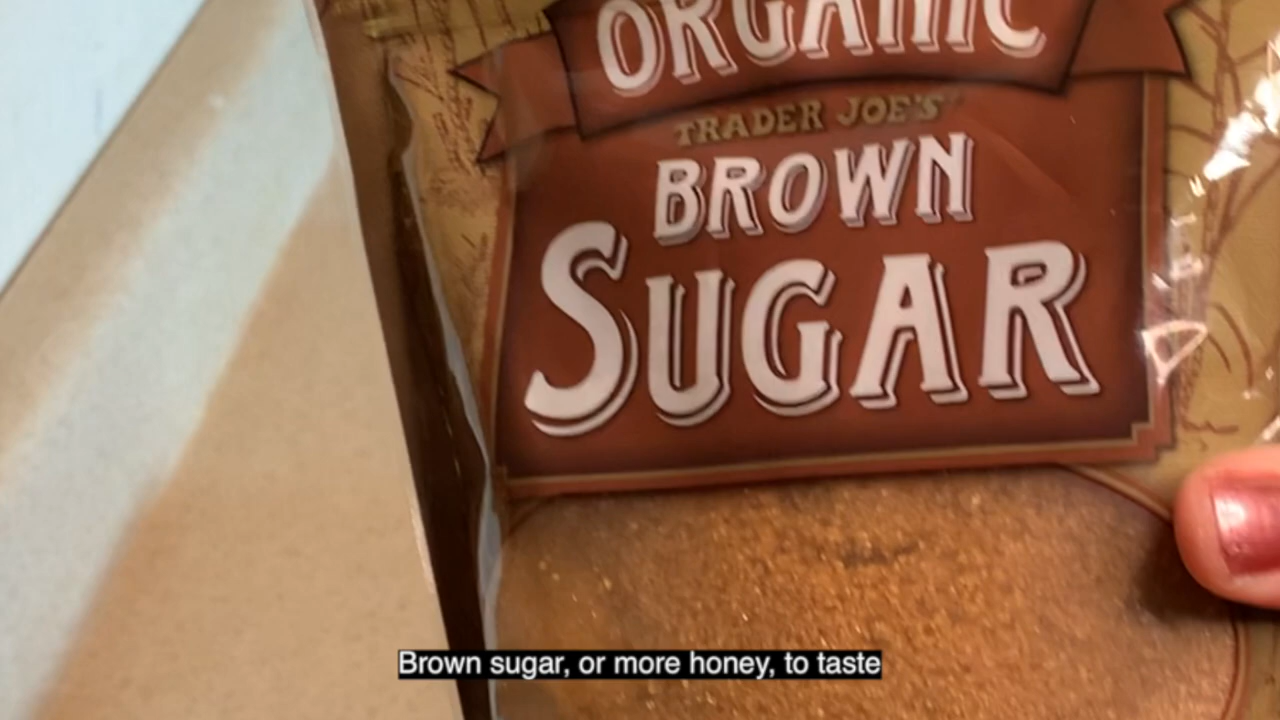 ORGANIC
TRADER JOE'S
BROWN
SUGAR
Brown sugar, or more honey, to taste